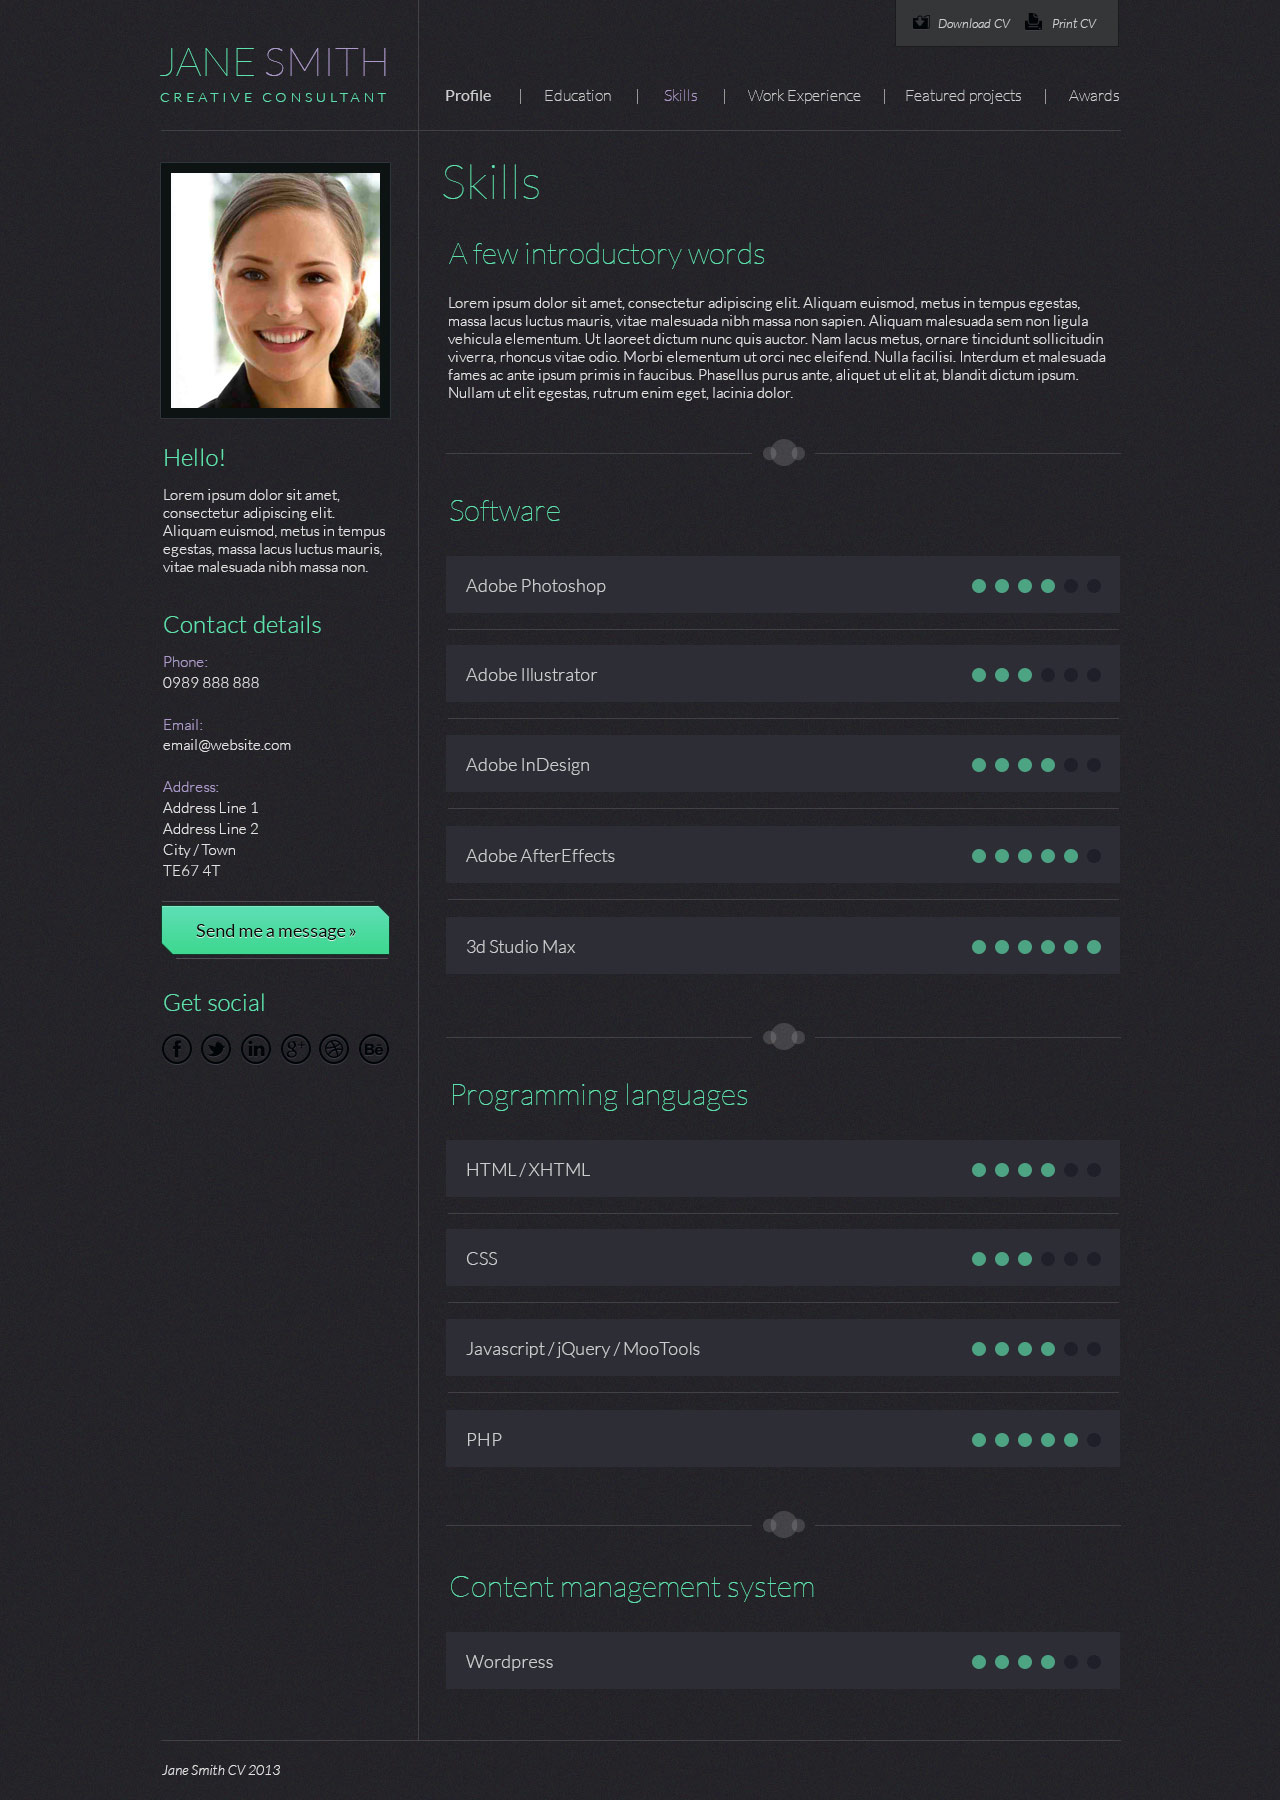 Download CV
Print CV
JANE SMITH
CREATIVE CONSULTANT
Profile | Education | Skills | Work Experience | Featured projects | Awards
Hello!
Lorem ipsum dolor sit amet,
consectetur adipiscing elit.
Aliquam euismod, metus in tempus
egestas, massa lacus luctus mauris,
vitae malesuada nibh massa non.
Contact details
Phone:
0989 888 888
Email:
email@website.com
Address:
Address Line 1
Address Line 2
City / Town
TE67 4T
Send me a message »
Get social
f
in
g+
Bē
Skills
A few introductory words
Lorem ipsum dolor sit amet, consectetur adipiscing elit. Aliquam euismod, metus in tempus egestas,
massa lacus luctus mauris, vitae malesuada nibh massa non sapien. Aliquam malesuada sem non ligula
vehicula elementum. Ut laoreet dictum nunc quis auctor. Nam lacus metus, ornare tincidunt sollicitudin
viverra, rhoncus vitae odio. Morbi elementum ut orci nec eleifend. Nulla facilisi. Interdum et malesuada
fames ac ante ipsum primis in faucibus. Phasellus purus ante, aliquet ut elit at, blandit dictum ipsum.
Nullam ut elit egestas, rutrum enim eget, lacinia dolor.
Software
Adobe Photoshop
Adobe Illustrator
Adobe InDesign
Adobe AfterEffects
3d Studio Max
Programming languages
HTML / XHTML
CSS
Javascript / jQuery / MooTools
PHP
Content management system
Wordpress
Jane Smith CV 2013